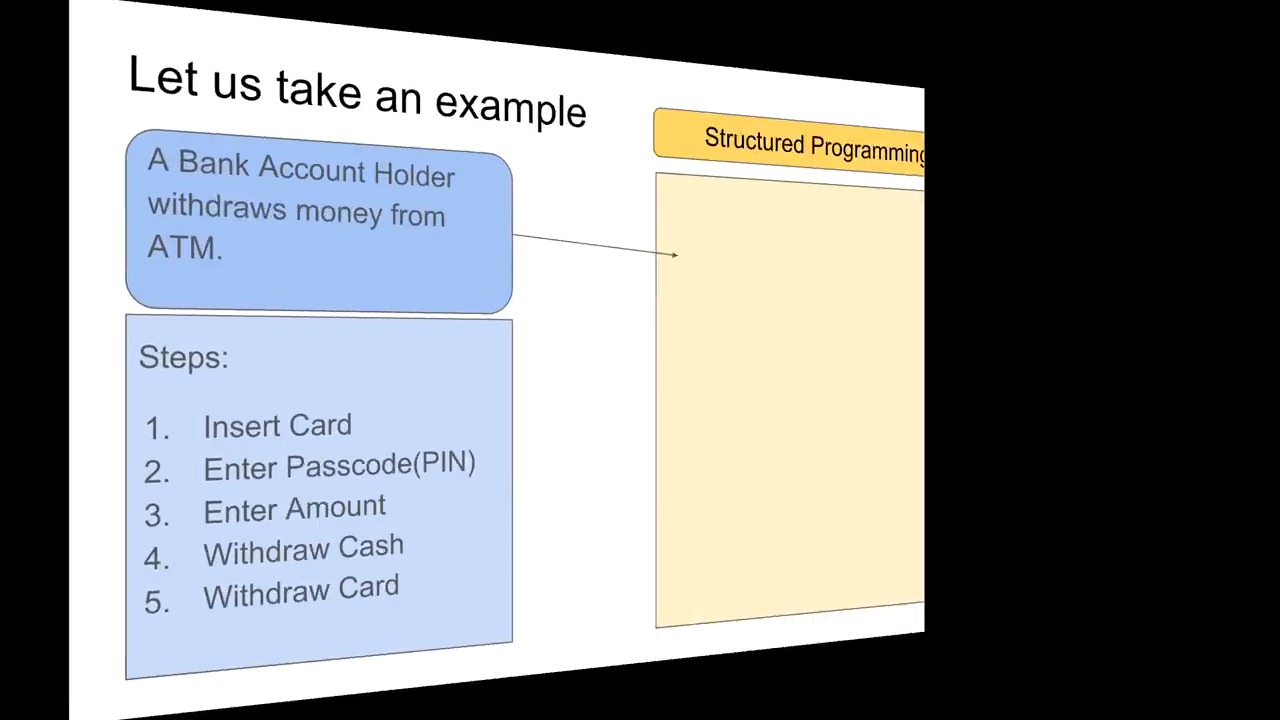 Let us take an example
A Bank Account Holder
withdraws money from
ATM.
Structured Programming
Steps:
1. Insert Card
2. Enter Passcode(PIN)
3. Enter Amount
4. Withdraw Cash
5. Withdraw Card